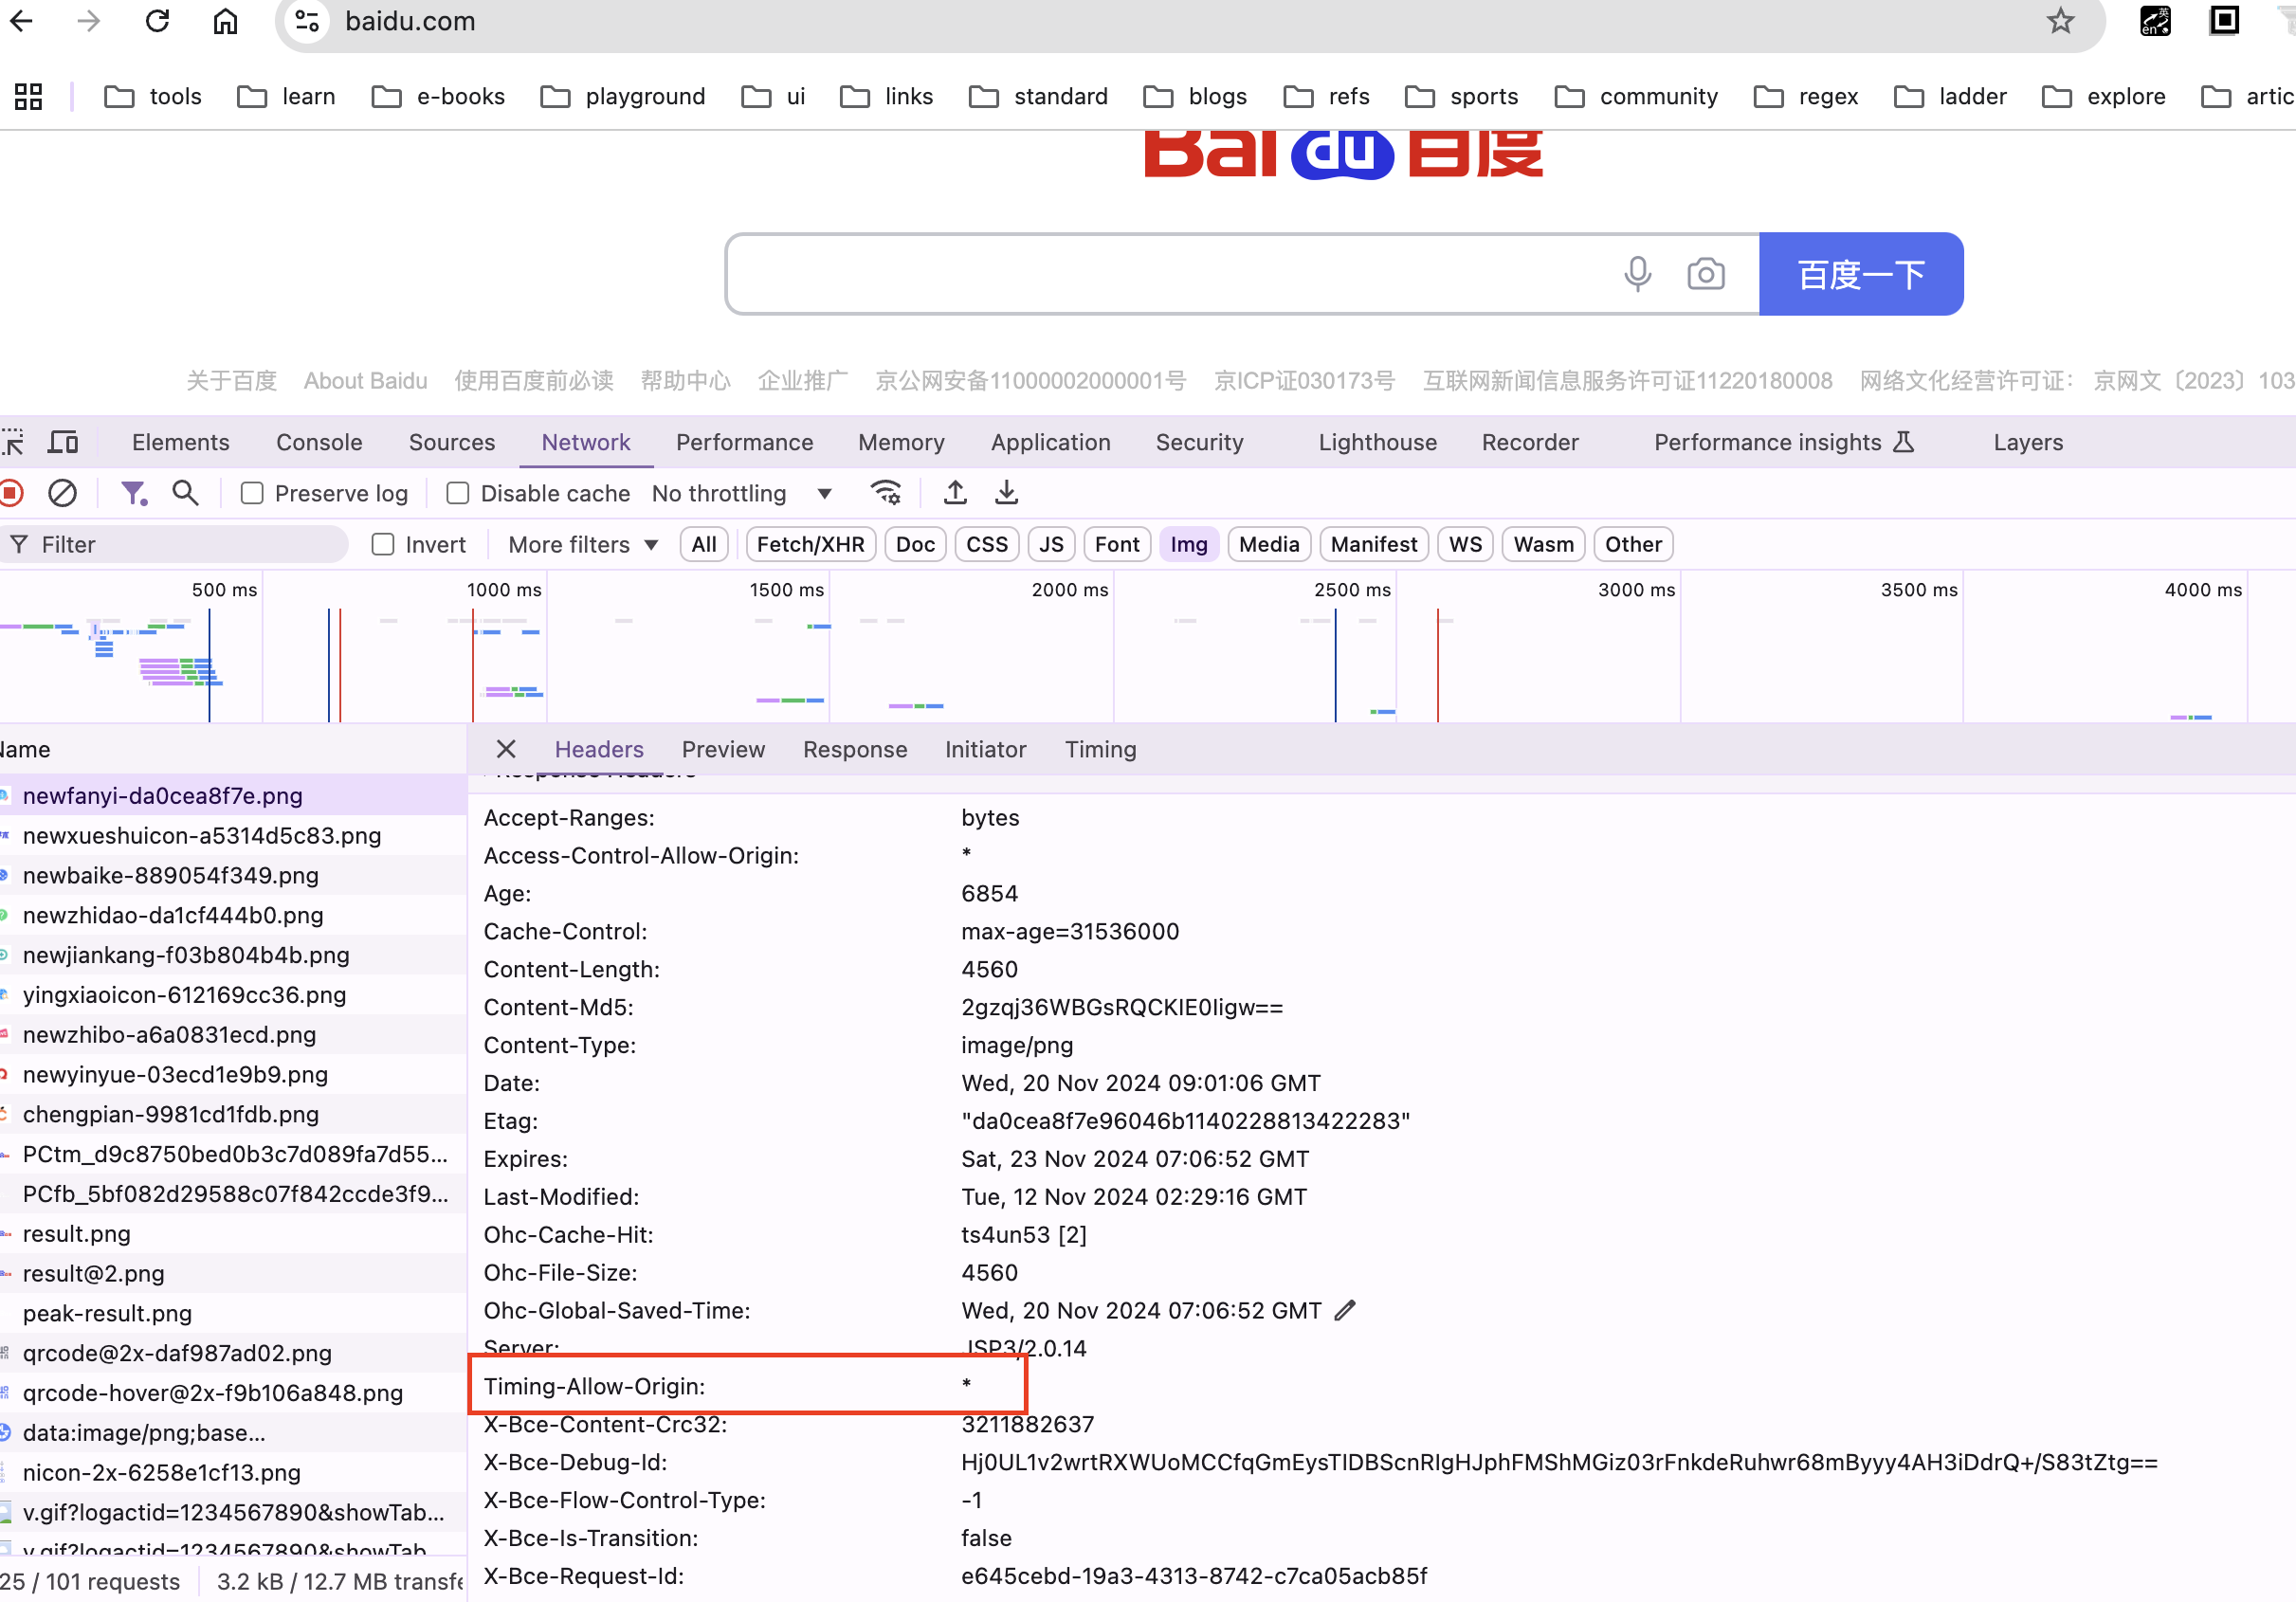 baidu.com
英
en
tools learn e-books playground ui links standard blogs refs sports community regex ladder explore artic
Bai du 百度
百度一下
关于百度 About Baidu 使用百度前必读 帮助中心 企业推广 京公网安备11000002000001号 京ICP证030173号 互联网新闻信息服务许可证11220180008 网络文化经营许可证： 京网文〔2023〕103
Elements Console Sources Network Performance Memory Application Security Lighthouse Recorder Performance insights Layers
Preserve log Disable cache No throttling
Filter Invert More filters All Fetch/XHR Doc CSS JS Font Img Media Manifest WS Wasm Other
500 ms 1000 ms 1500 ms 2000 ms 2500 ms 3000 ms 3500 ms 4000 ms
Name
Headers Preview Response Initiator Timing
newfanyi-da0cea8f7e.png
newxueshuicon-a5314d5c83.png
newbaike-889054f349.png
newzhidao-da1cf444b0.png
newjiankang-f03b804b4b.png
yingxiaoicon-612169cc36.png
newzhibo-a6a0831ecd.png
newyinyue-03ecd1e9b9.png
chengpian-9981cd1fdb.png
PCtm_d9c8750bed0b3c7d089fa7d55...
PCfb_5bf082d29588c07f842ccde3f9...
result.png
result@2.png
peak-result.png
qrcode@2x-daf987ad02.png
qrcode-hover@2x-f9b106a848.png
data:image/png;base...
nicon-2x-6258e1cf13.png
v.gif?logactid=1234567890&showTab...
v.gif?logactid=1234567890&showTab
25 / 101 requests 3.2 kB / 12.7 MB transfe
Response Headers
Accept-Ranges: bytes
Access-Control-Allow-Origin: *
Age: 6854
Cache-Control: max-age=31536000
Content-Length: 4560
Content-Md5: 2gzqj36WBGsRQCKIE0Iigw==
Content-Type: image/png
Date: Wed, 20 Nov 2024 09:01:06 GMT
Etag: "da0cea8f7e96046b1140228813422283"
Expires: Sat, 23 Nov 2024 07:06:52 GMT
Last-Modified: Tue, 12 Nov 2024 02:29:16 GMT
Ohc-Cache-Hit: ts4un53 [2]
Ohc-File-Size: 4560
Ohc-Global-Saved-Time: Wed, 20 Nov 2024 07:06:52 GMT
Server: JSP3/2.0.14
Timing-Allow-Origin: *
X-Bce-Content-Crc32: 3211882637
X-Bce-Debug-Id: Hj0UL1v2wrtRXWUoMCCfqGmEysTIDBScnRIgHJphFMShMGiz03rFnkdeRuhwr68mByyy4AH3iDdrQ+/S83tZtg==
X-Bce-Flow-Control-Type: -1
X-Bce-Is-Transition: false
X-Bce-Request-Id: e645cebd-19a3-4313-8742-c7ca05acb85f